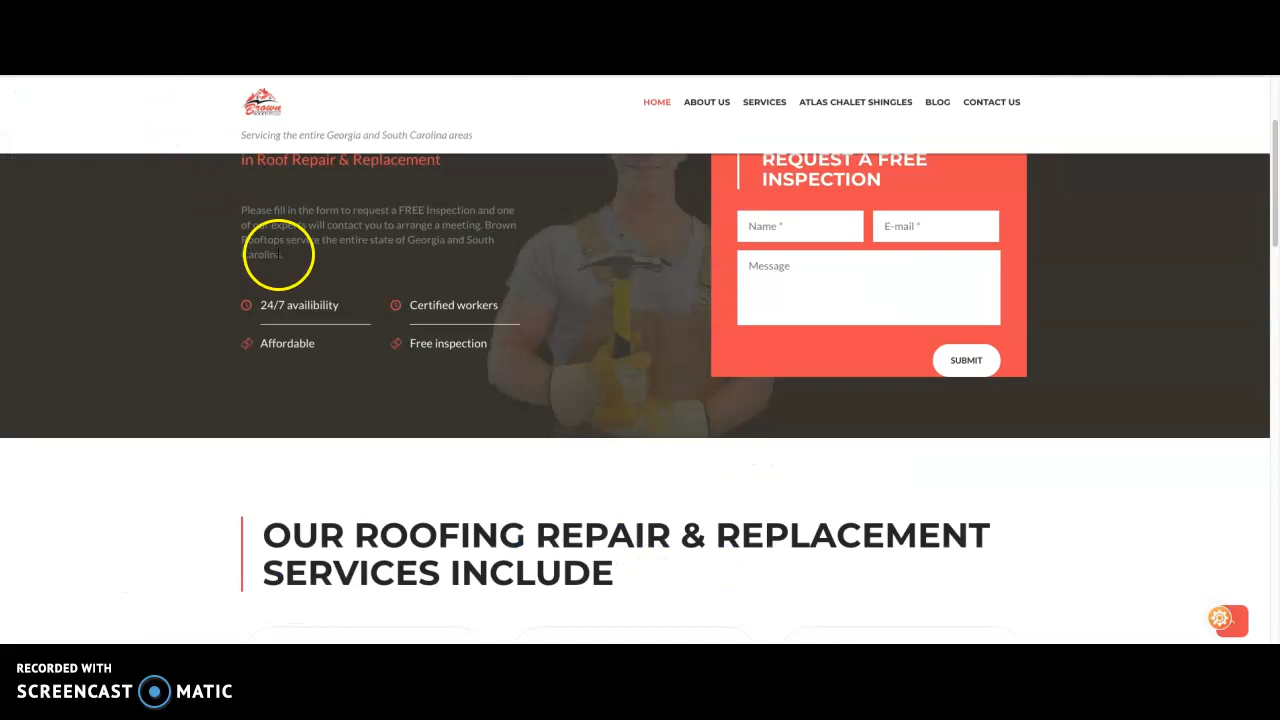 Brown
HOME ABOUT US SERVICES ATLAS CHALET SHINGLES BLOG CONTACT US
Servicing the entire Georgia and South Carolina areas
in Roof Repair & Replacement
Please fill in the form to request a FREE Inspection and one
of our experts will contact you to arrange a meeting. Brown
Rooftops service the entire state of Georgia and South
Carolina.
24/7 availibility
Certified workers
Affordable
Free inspection
REQUEST A FREE
INSPECTION
Name *
E-mail *
Message
SUBMIT
OUR ROOFING REPAIR & REPLACEMENT
SERVICES INCLUDE
RECORDED WITH
SCREENCAST MATIC